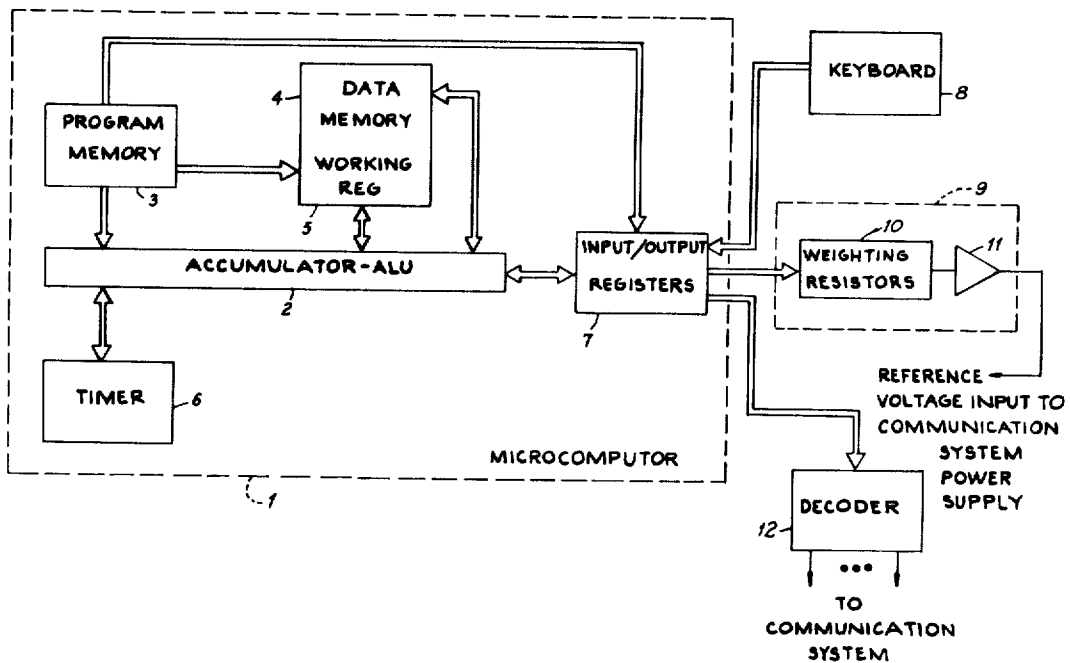 KEYBOARD
8
4
DATA
MEMORY
WORKING
REG
5
PROGRAM
MEMORY
3
9
10
WEIGHTING
RESISTORS
11
ACCUMULATOR-ALU
2
INPUT/OUTPUT
REGISTERS
7
TIMER
6
REFERENCE
VOLTAGE INPUT TO
COMMUNICATION
SYSTEM
POWER
SUPPLY
MICROCOMPUTOR
1
DECODER
12
TO
COMMUNICATION
SYSTEM